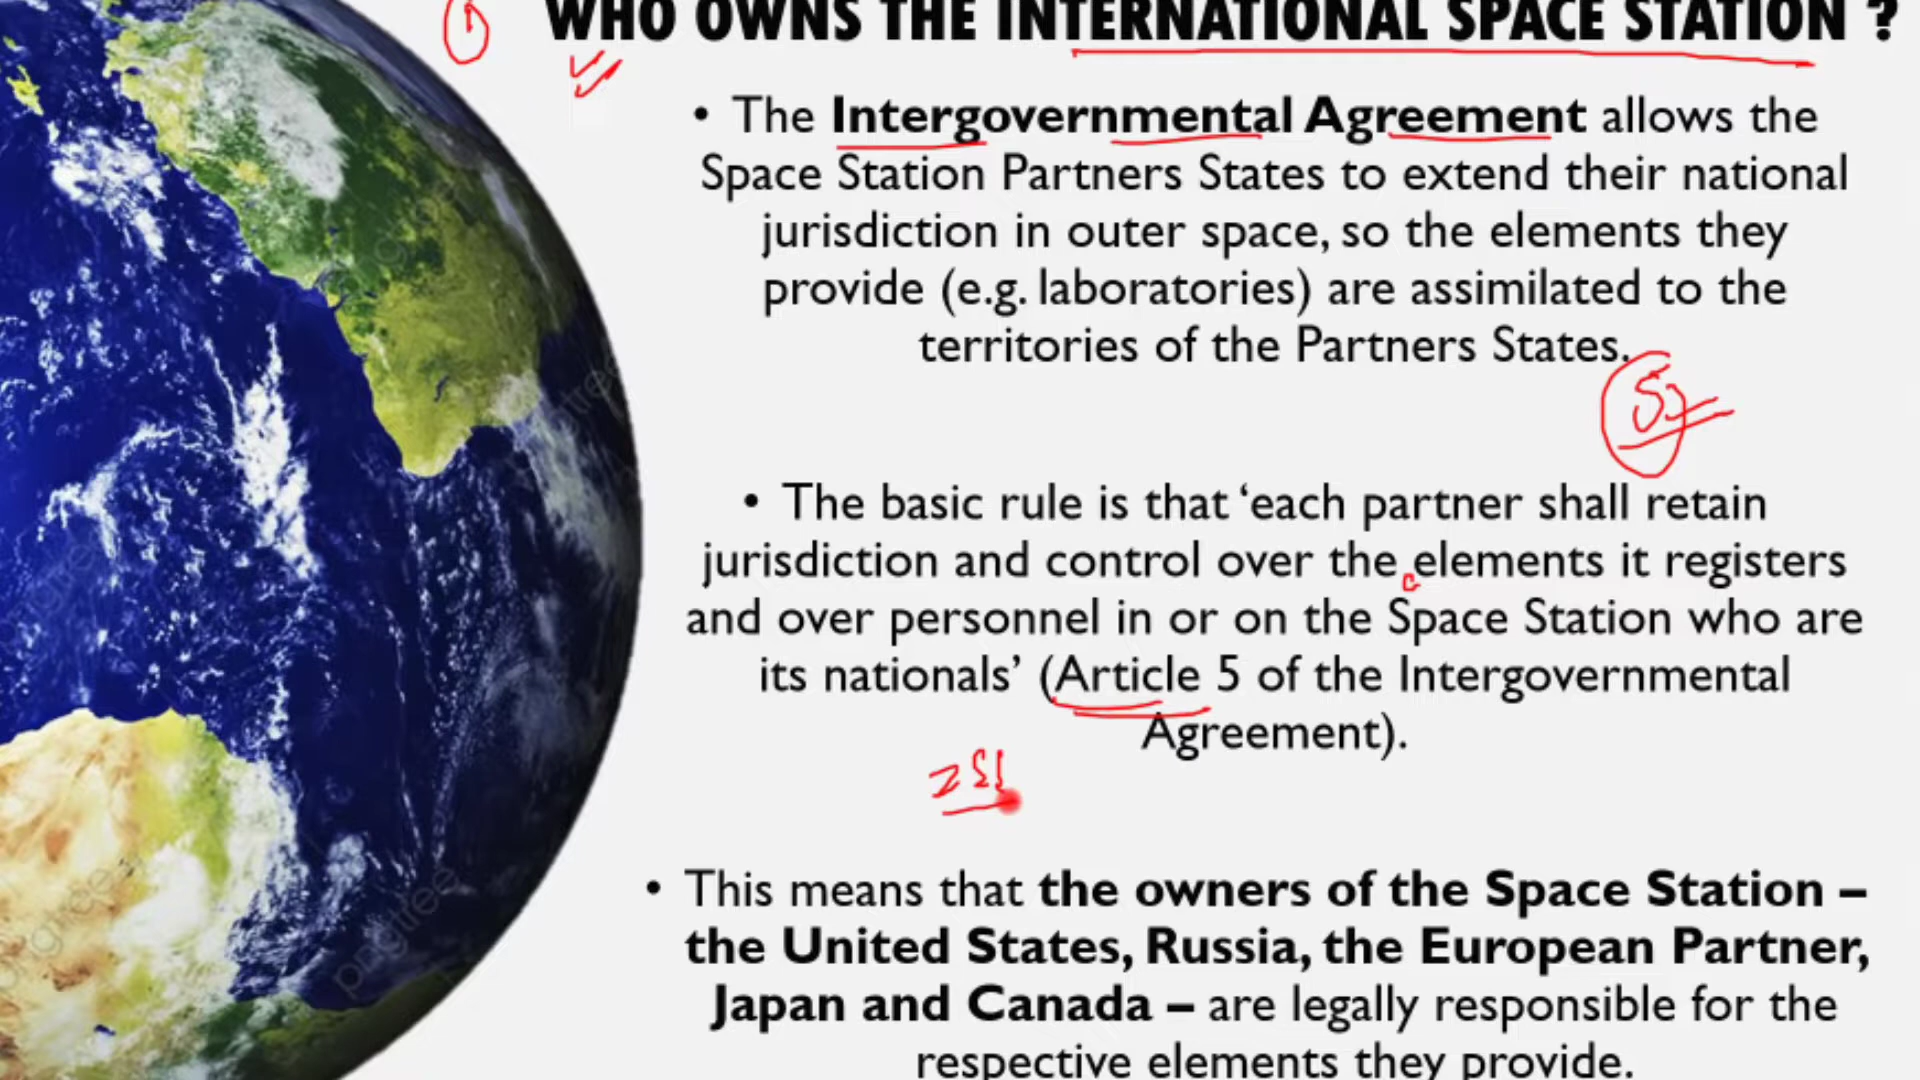 WHO OWNS THE INTERNATIONAL SPACE STATION ?
• The Intergovernmental Agreement allows the
Space Station Partners States to extend their national
jurisdiction in outer space, so the elements they
provide (e.g. laboratories) are assimilated to the
territories of the Partners States.
• The basic rule is that ‘each partner shall retain
jurisdiction and control over the elements it registers
and over personnel in or on the Space Station who are
its nationals’ (Article 5 of the Intergovernmental
Agreement).
• This means that the owners of the Space Station –
the United States, Russia, the European Partner,
Japan and Canada – are legally responsible for the
respective elements they provide.
pngtree